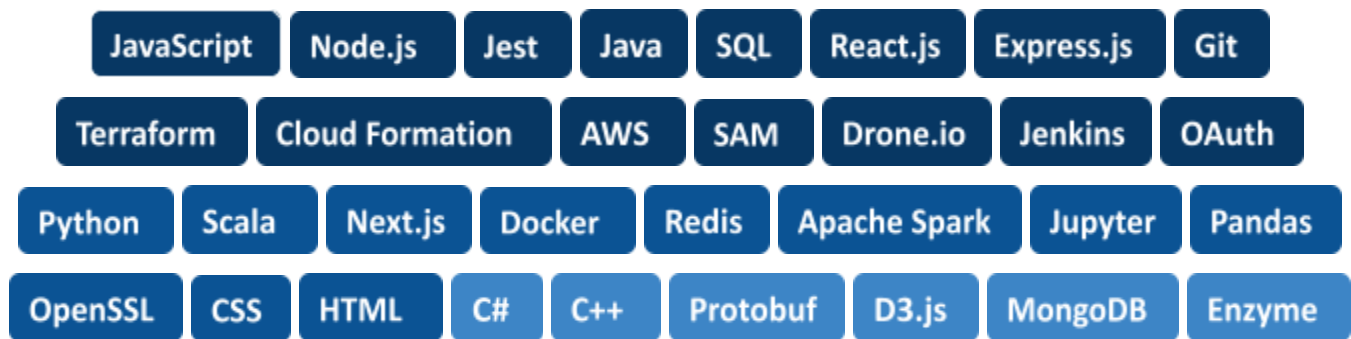 JavaScript Node.js Jest Java SQL React.js Express.js Git
Terraform Cloud Formation AWS SAM Drone.io Jenkins OAuth
Python Scala Next.js Docker Redis Apache Spark Jupyter Pandas
OpenSSL CSS HTML C# C++ Protobuf D3.js MongoDB Enzyme